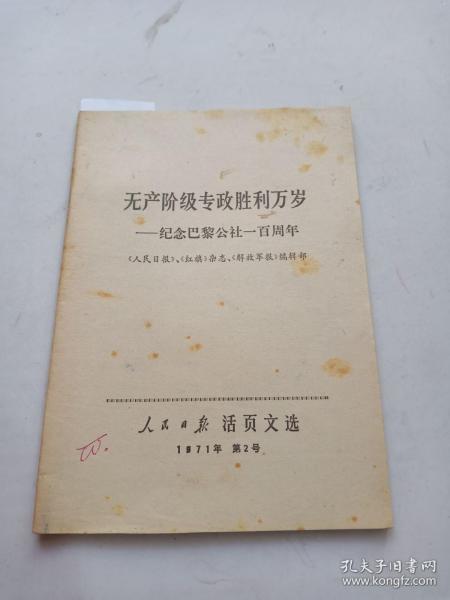 无产阶级专政胜利万岁
——纪念巴黎公社一百周年
《人民日报》、《红旗》杂志、《解放军报》编辑部
人民日报 活页文选
1971年 第2号
孔夫子旧书网
www.kongfz.com